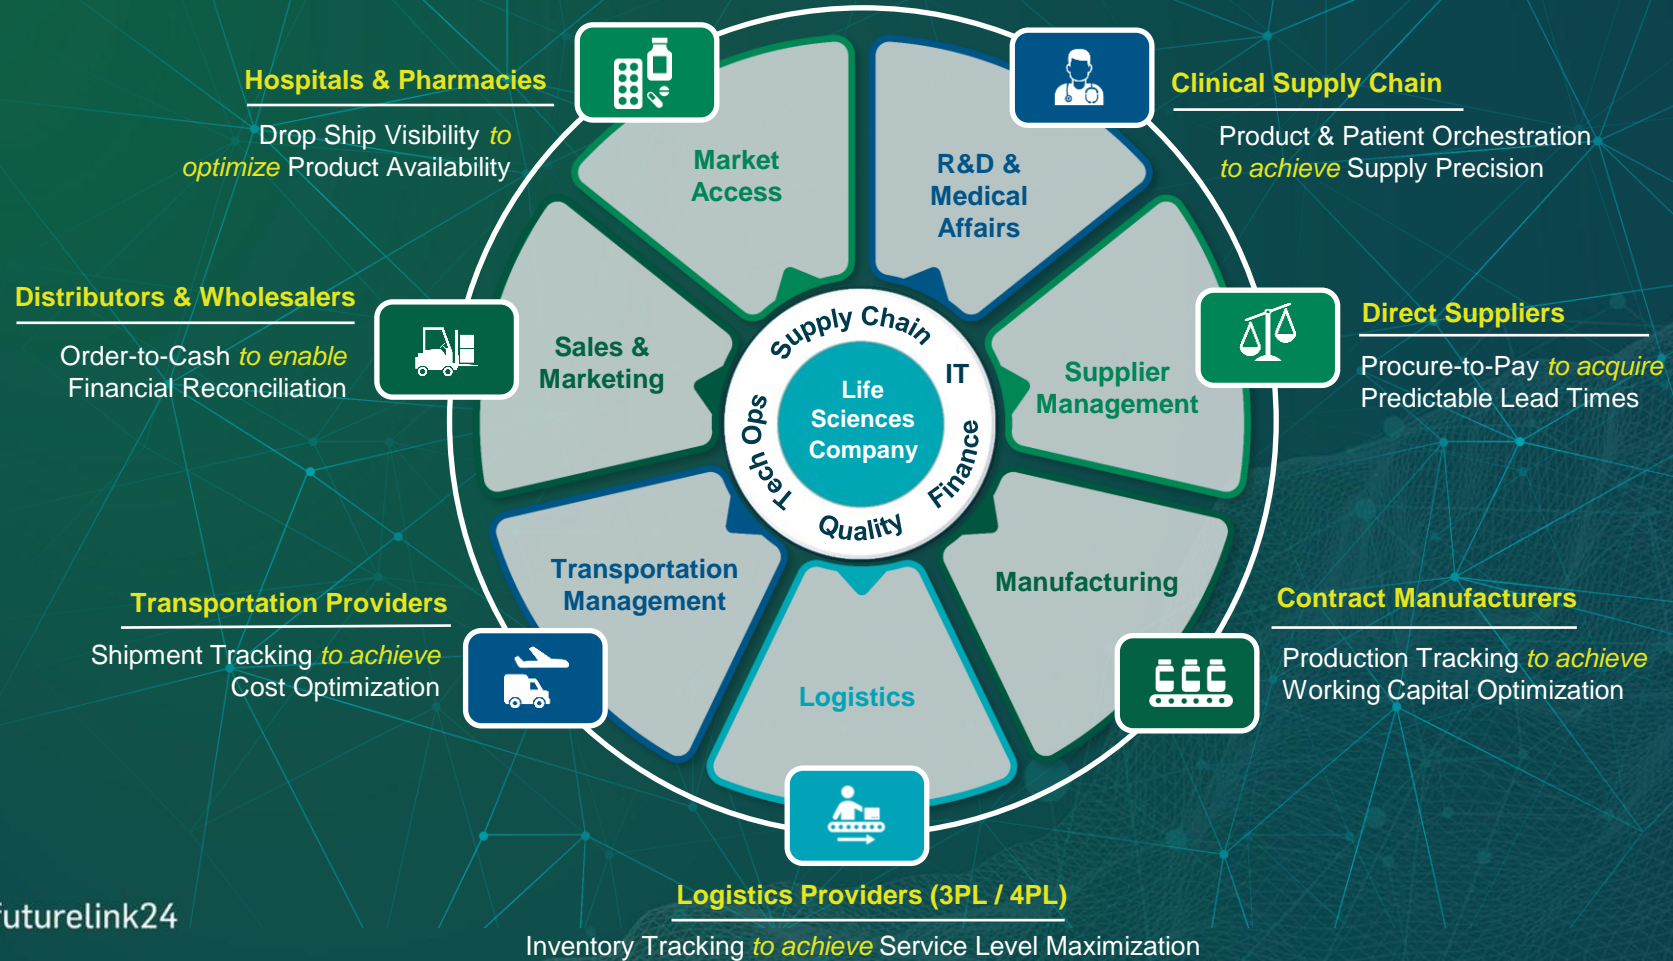 Hospitals & Pharmacies
Drop Ship Visibility to
optimize Product Availability
Clinical Supply Chain
Product & Patient Orchestration
to achieve Supply Precision
Market
Access
R&D &
Medical
Affairs
Distributors & Wholesalers
Order-to-Cash to enable
Financial Reconciliation
Sales &
Marketing
Supply Chain
IT
Finance
Quality
Tech Ops
Life
Sciences
Company
Supplier
Management
Direct Suppliers
Procure-to-Pay to acquire
Predictable Lead Times
Transportation Providers
Shipment Tracking to achieve
Cost Optimization
Transportation
Management
Logistics
Manufacturing
Contract Manufacturers
Production Tracking to achieve
Working Capital Optimization
Logistics Providers (3PL / 4PL)
Inventory Tracking to achieve Service Level Maximization
futurelink24